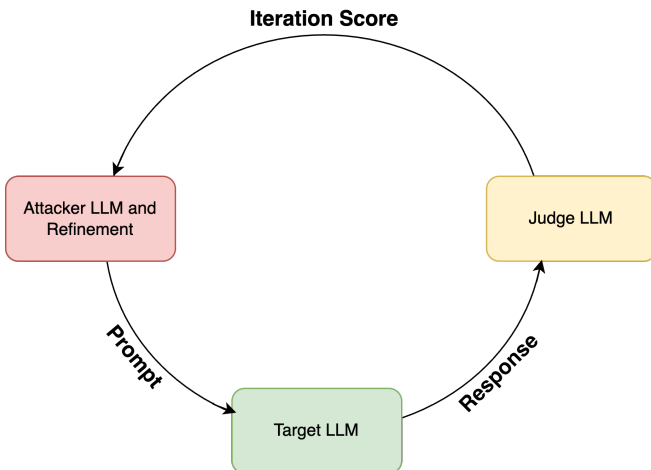 Iteration Score
Attacker LLM and
Refinement
Judge LLM
Prompt
Response
Target LLM